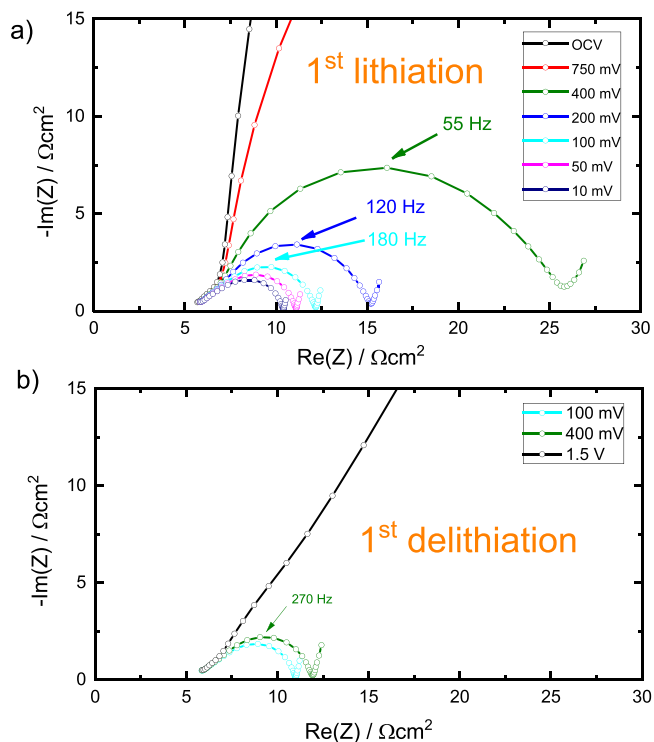 a)
1st lithiation
OCV
750 mV
400 mV
200 mV
100 mV
50 mV
10 mV
55 Hz
120 Hz
180 Hz
15
10
5
0
0 5 10 15 20 25 30
-Im(Z) / Ωcm²
Re(Z) / Ωcm²
b)
100 mV
400 mV
1.5 V
1st delithiation
270 Hz
15
10
5
0
0 5 10 15 20 25 30
-Im(Z) / Ωcm²
Re(Z) / Ωcm²